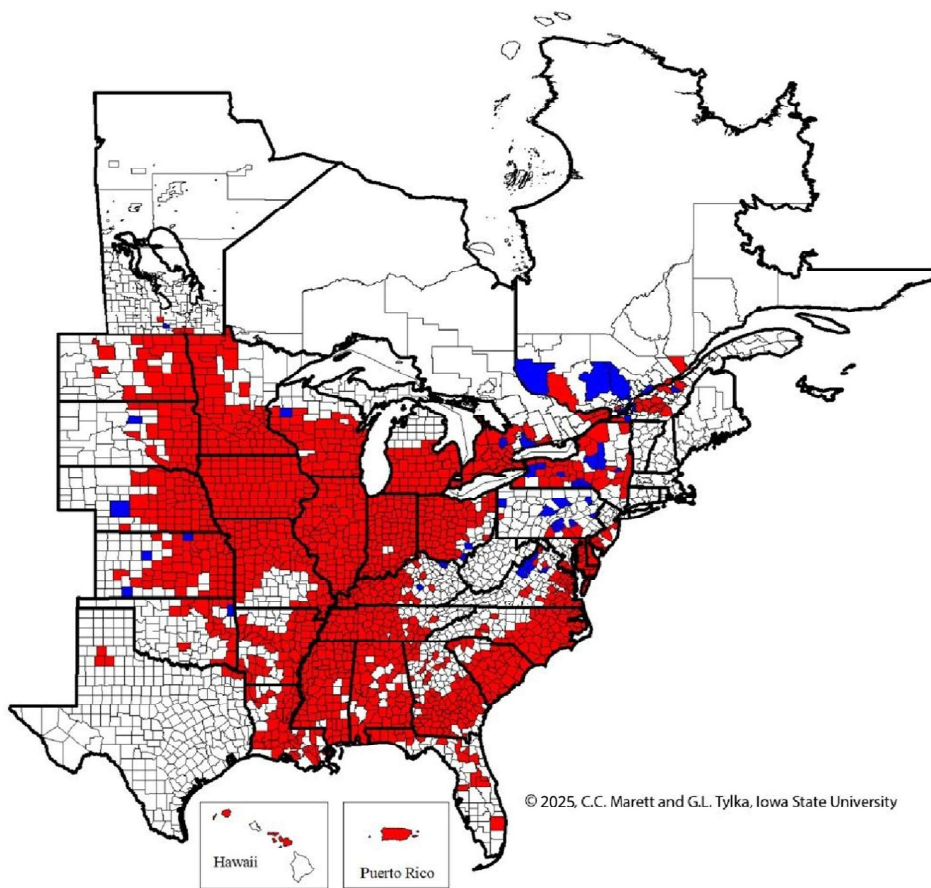 © 2025, C.C. Marett and G.L. Tylka, Iowa State University
Hawaii
Puerto Rico